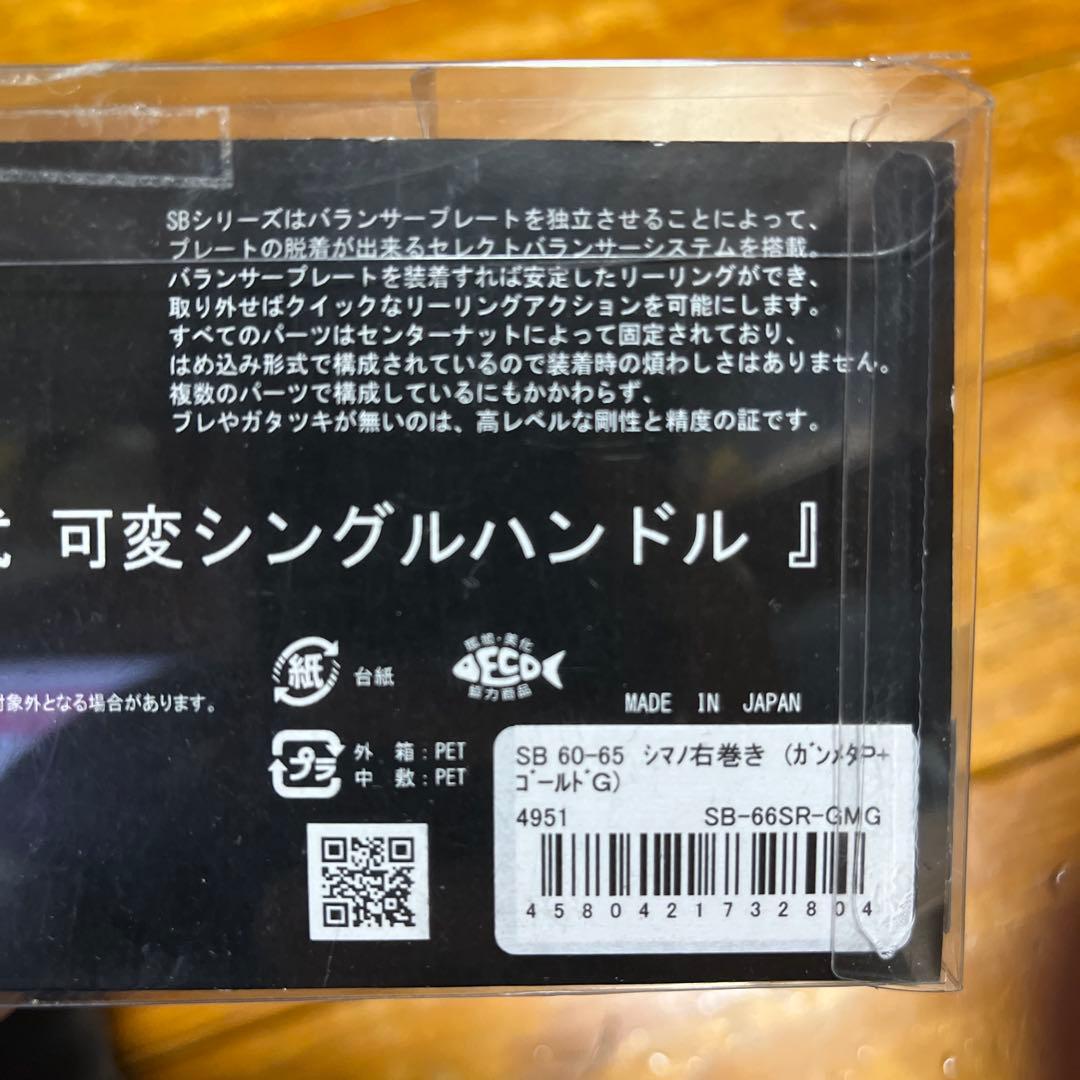 SBシリーズはバランサープレートを独立させることによって、
プレートの脱着が出来るセレクトバランサーシステムを搭載。
バランサープレートを装着すれば安定したリーリングができ、
取り外せばクイックなリーリングアクションを可能にします。
すべてのパーツはセンターナットによって固定されており、
はめ込み形式で構成されているので装着時の煩わしさはありません。
複数のパーツで構成しているにもかかわらず、
ブレやガタツキが無いのは、高レベルな剛性と精度の証です。
可変シングルハンドル 』
対象外となる場合があります。
紙 台紙
環境・美化
ECO
協力商品
MADE IN JAPAN
プラ 外 箱：PET
中 敷：PET
SB 60-65 ｼﾏﾉ右巻き (ｶﾞﾝﾒﾀP+
ｺﾞｰﾙﾄﾞG)
4951 SB-66SR-GMG
4580421732804